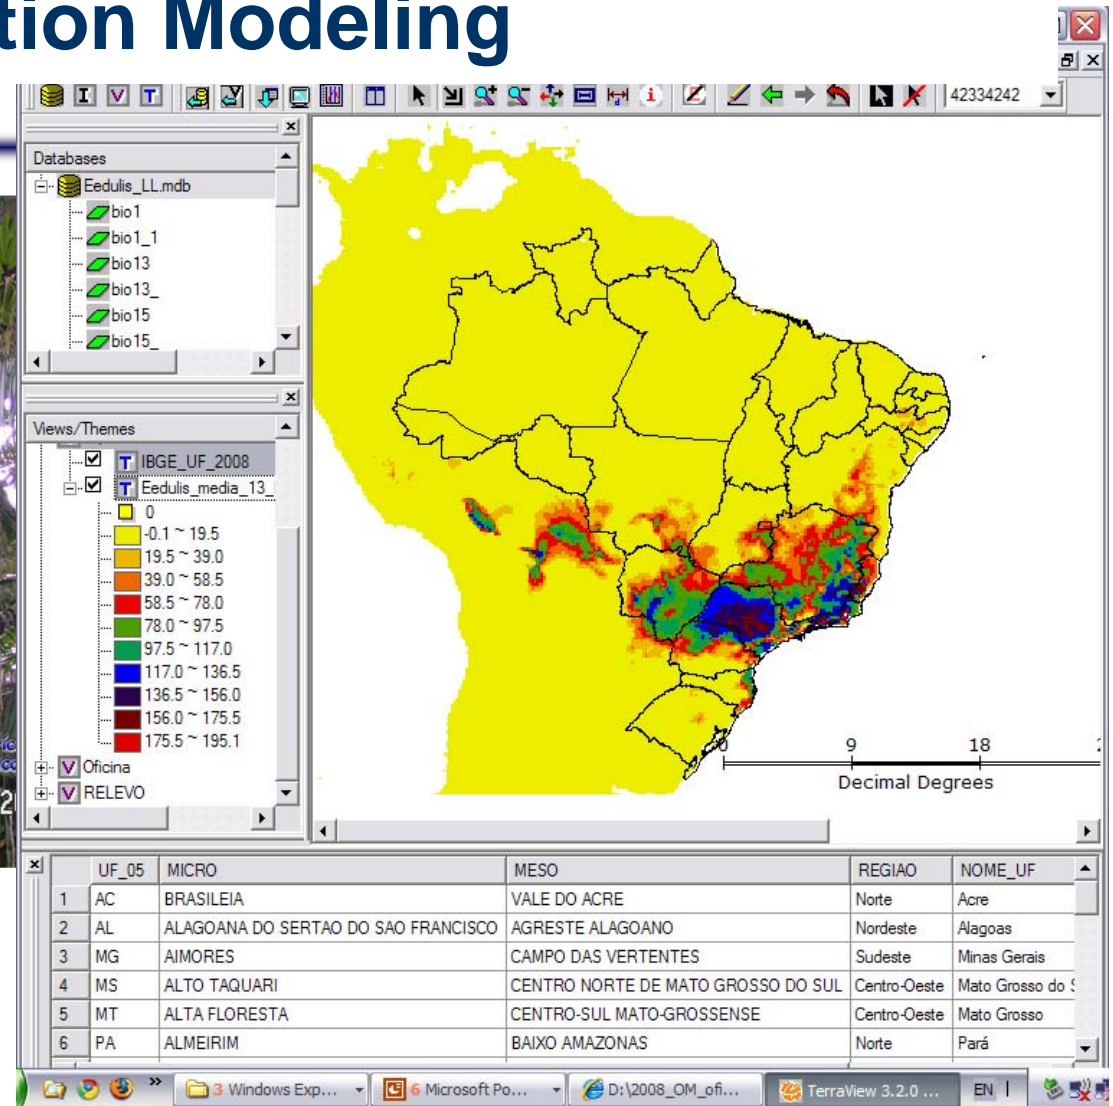 tion Modeling
42334242
Databases
Eedulis_LL.mdb
bio1
bio1_1
bio13
bio13_
bio15
bio15_
Views/Themes
IBGE_UF_2008
Eedulis_media_13_
0
-0.1 ~ 19.5
19.5 ~ 39.0
39.0 ~ 58.5
58.5 ~ 78.0
78.0 ~ 97.5
97.5 ~ 117.0
117.0 ~ 136.5
136.5 ~ 156.0
156.0 ~ 175.5
175.5 ~ 195.1
Oficina
RELEVO
0 9 18
Decimal Degrees
UF_05 MICRO MESO REGIAO NOME_UF
1 AC BRASILEIA VALE DO ACRE Norte Acre
2 AL ALAGOANA DO SERTAO DO SAO FRANCISCO AGRESTE ALAGOANO Nordeste Alagoas
3 MG AIMORES CAMPO DAS VERTENTES Sudeste Minas Gerais
4 MS ALTO TAQUARI CENTRO NORTE DE MATO GROSSO DO SUL Centro-Oeste Mato Grosso do S
5 MT ALTA FLORESTA CENTRO-SUL MATO-GROSSENSE Centro-Oeste Mato Grosso
6 PA ALMEIRIM BAIXO AMAZONAS Norte Pará
3 Windows Exp... 6 Microsoft Po... D:\2008_OM_ofi... TerraView 3.2.0 ... EN